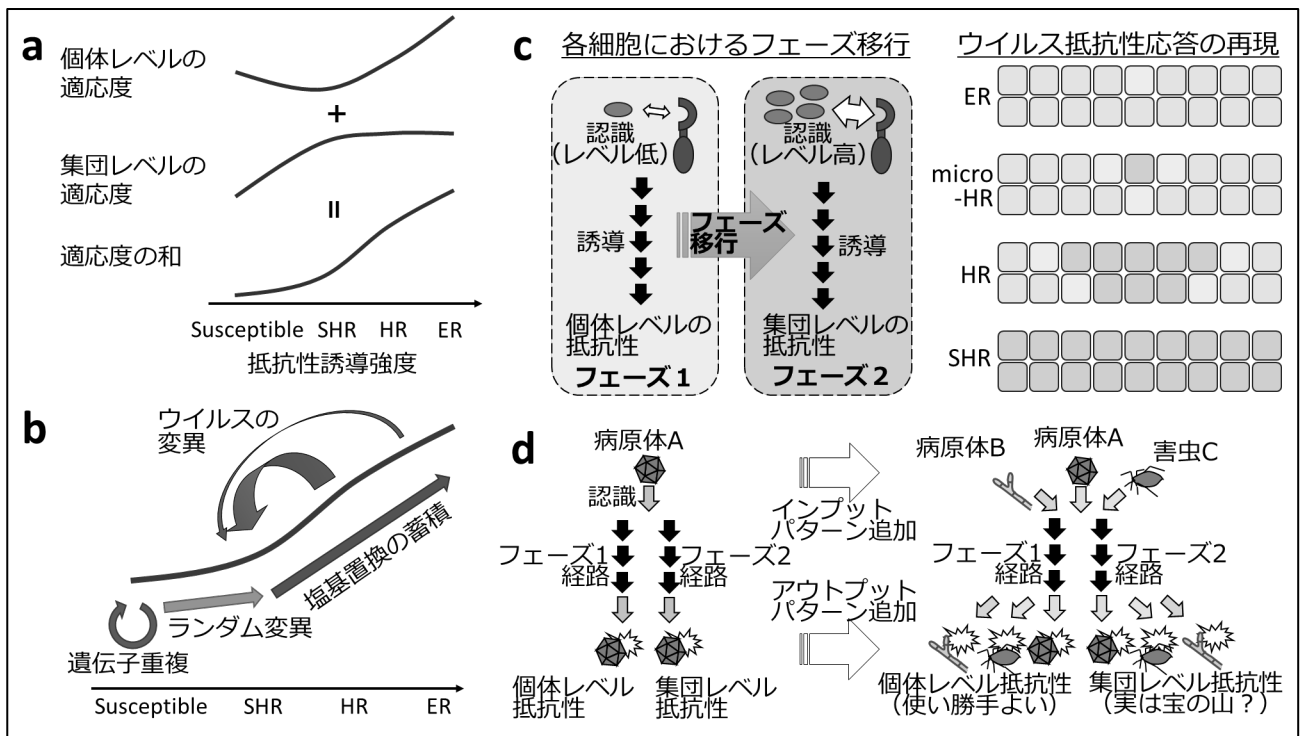 a
個体レベルの
適応度
+
集団レベルの
適応度
=
適応度の和
Susceptible SHR HR ER
抵抗性誘導強度
b
ウイルスの
変異
塩基置換の蓄積
ランダム変異
遺伝子重複
Susceptible SHR HR ER
c
各細胞におけるフェーズ移行
認識
(レベル低)
誘導
個体レベルの
抵抗性
フェーズ1
フェーズ
移行
認識
(レベル高)
誘導
集団レベルの
抵抗性
フェーズ2
ウイルス抵抗性応答の再現
ER
micro
-HR
HR
SHR
d
病原体A
認識
フェーズ1
経路
フェーズ2
経路
個体レベル
抵抗性
集団レベル
抵抗性
インプット
パターン追加
アウトプット
パターン追加
病原体B
病原体A
害虫C
フェーズ1
経路
フェーズ2
経路
個体レベル抵抗性
(使い勝手よい)
集団レベル抵抗性
(実は宝の山?)